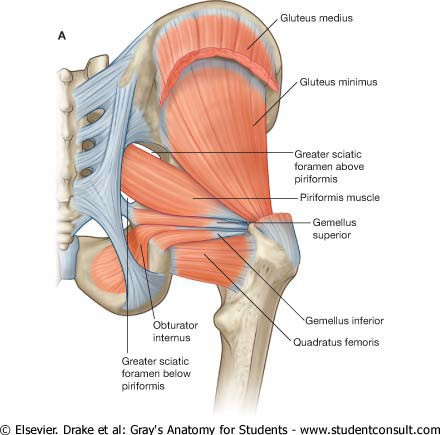 A
Gluteus medius
Gluteus minimus
Greater sciatic
foramen above
piriformis
Piriformis muscle
Gemellus
superior
Gemellus inferior
Quadratus femoris
Obturator
internus
Greater sciatic
foramen below
piriformis
© Elsevier. Drake et al: Gray's Anatomy for Students - www.studentconsult.com